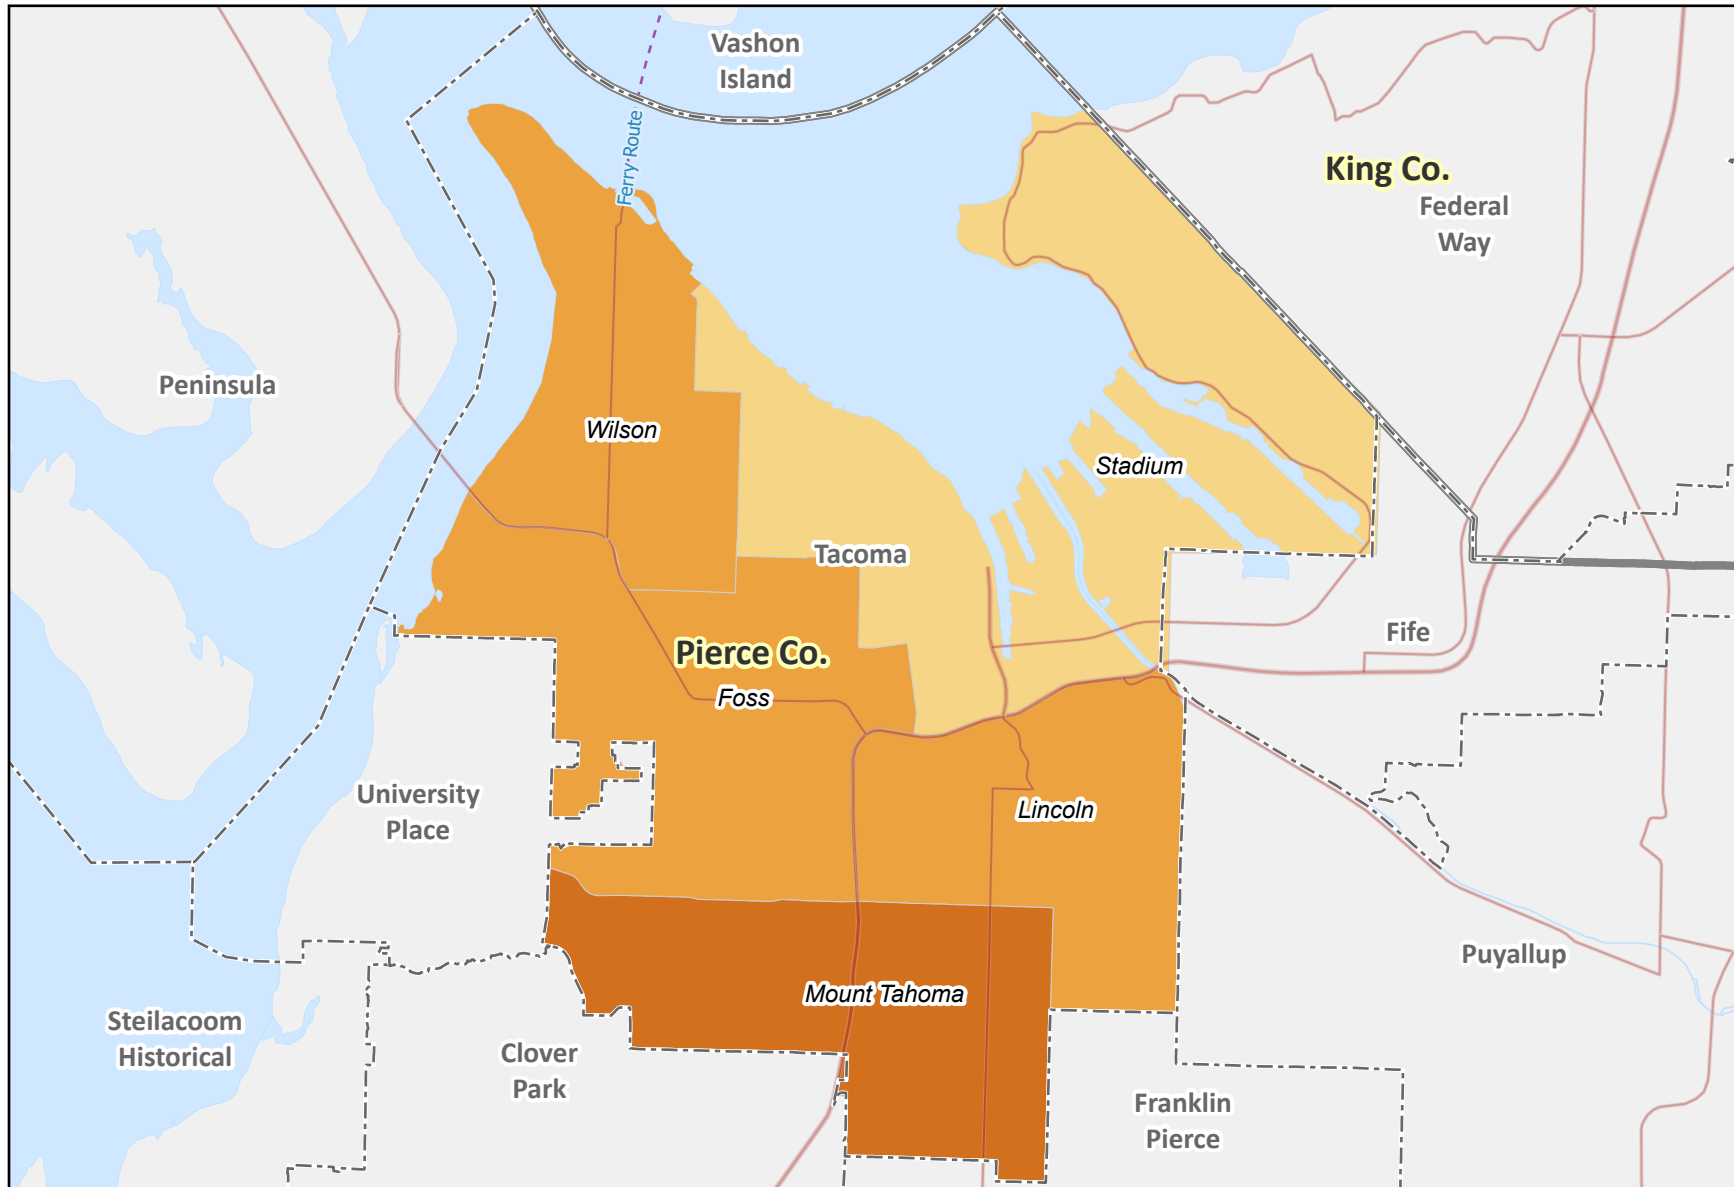 Vashon
Island
Ferry Route
King Co.
Federal
Way
Peninsula
Wilson
Stadium
Tacoma
Fife
Pierce Co.
Foss
University
Place
Lincoln
Puyallup
Mount Tahoma
Steilacoom
Historical
Clover
Park
Franklin
Pierce